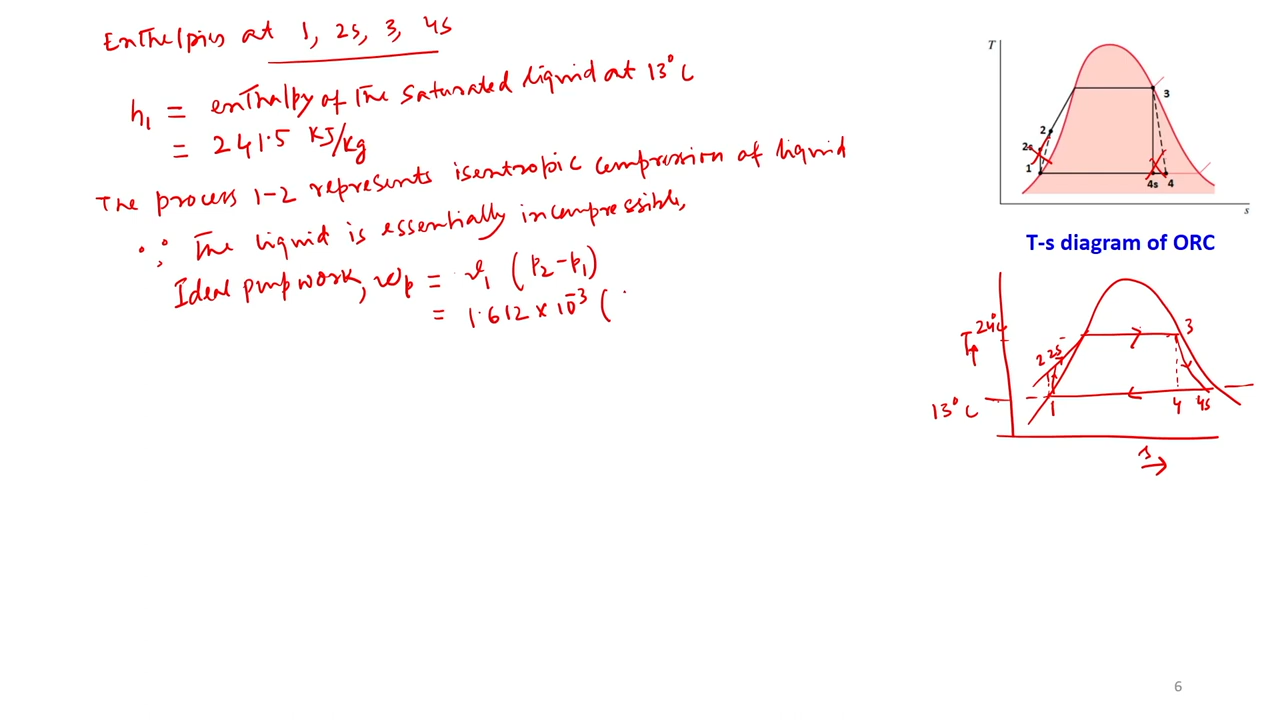 Enthalpies at 1, 2s, 3, 4s
h₁ = enthalpy of the saturated liquid at 13°C
= 241.5 kJ/kg
The process 1-2 represents isentropic compression of liquid
∵ The liquid is essentially incompressible,
Ideal pump work, wp = v₁ (p₂-p₁)
= 1.612 × 10⁻³ (
T
3
2
2s
1
4s 4
s
T-s diagram of ORC
T↑ 24°C
3
2 2s
13°C
1
4 4s
s
6